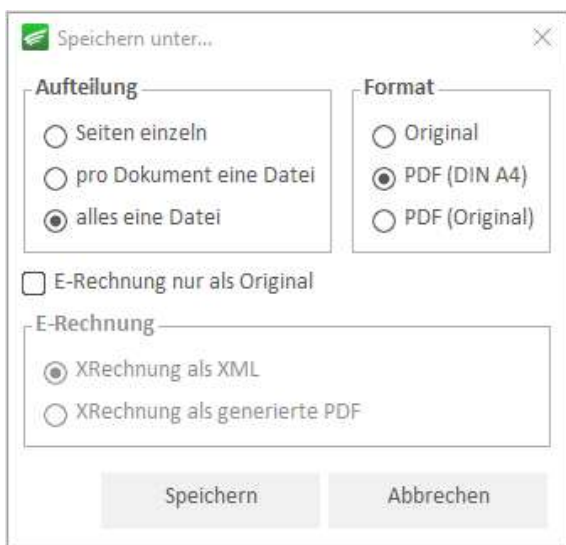 Speichern unter...
Aufteilung
Seiten einzeln
pro Dokument eine Datei
alles eine Datei
Format
Original
PDF (DIN A4)
PDF (Original)
E-Rechnung nur als Original
E-Rechnung
XRechnung als XML
XRechnung als generierte PDF
Speichern
Abbrechen